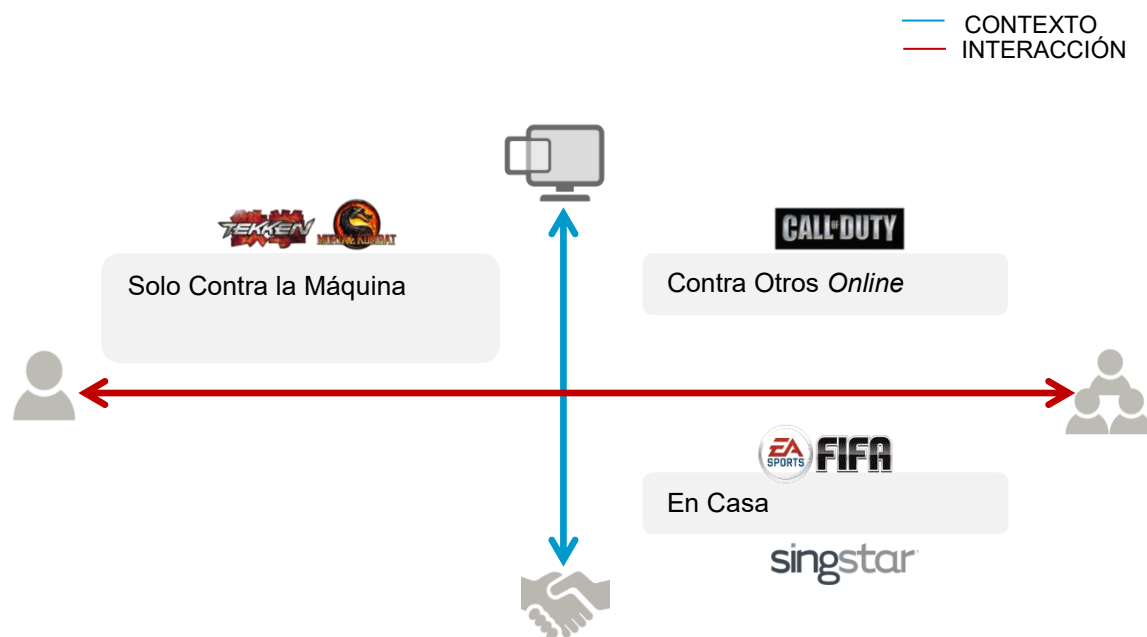 CONTEXTO
INTERACCIÓN
TEKKEN
MORTAL KOMBAT
CALL OF DUTY
Solo Contra la Máquina
Contra Otros Online
EA
SPORTS
FIFA
En Casa
singstar